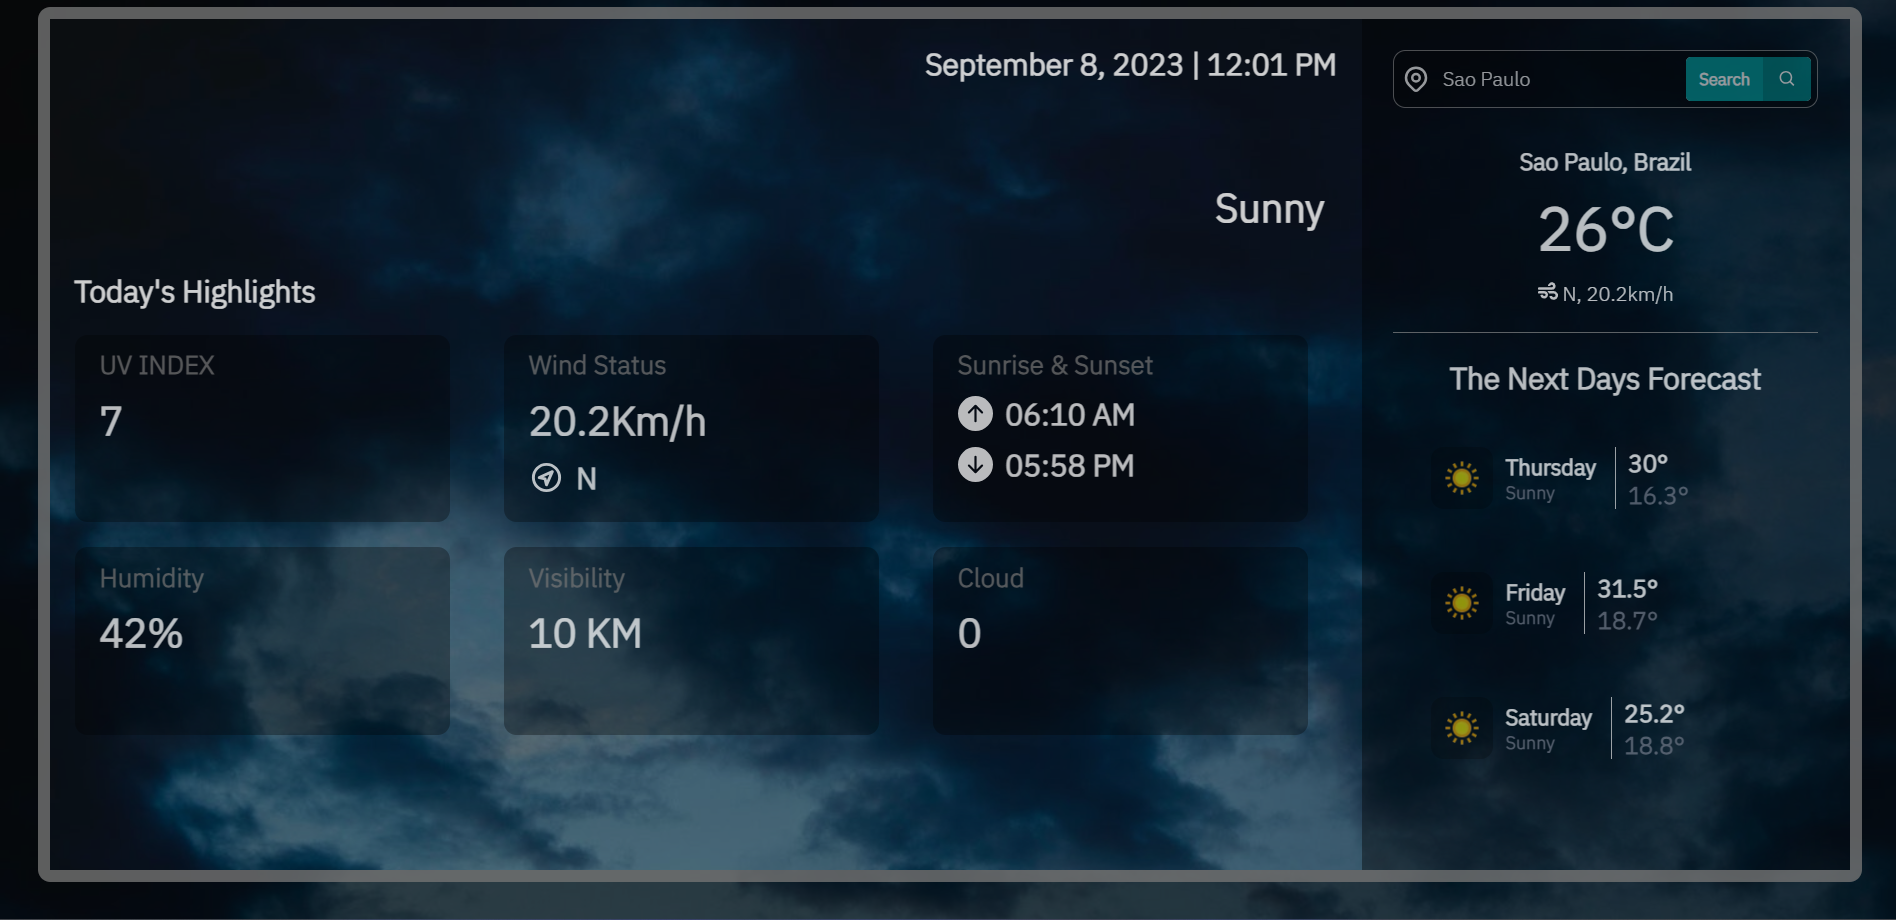 September 8, 2023 | 12:01 PM
Sunny
Today's Highlights
UV INDEX
7
Wind Status
20.2Km/h
N
Sunrise & Sunset
06:10 AM
05:58 PM
Humidity
42%
Visibility
10 KM
Cloud
0
Sao Paulo
Search
Sao Paulo, Brazil
26°C
N, 20.2km/h
The Next Days Forecast
Thursday
Sunny
30°
16.3°
Friday
Sunny
31.5°
18.7°
Saturday
Sunny
25.2°
18.8°